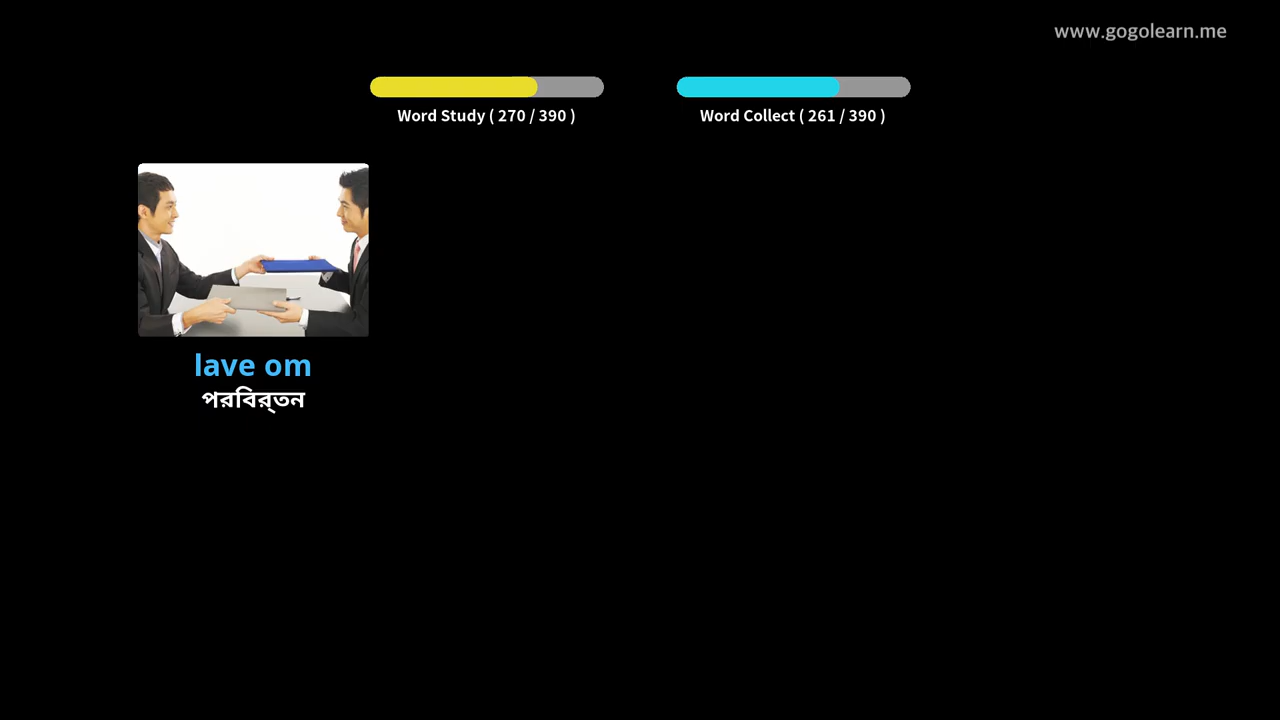 www.gogolearn.me
Word Study ( 270 / 390 )
Word Collect ( 261 / 390 )
lave om
পরবির্তন